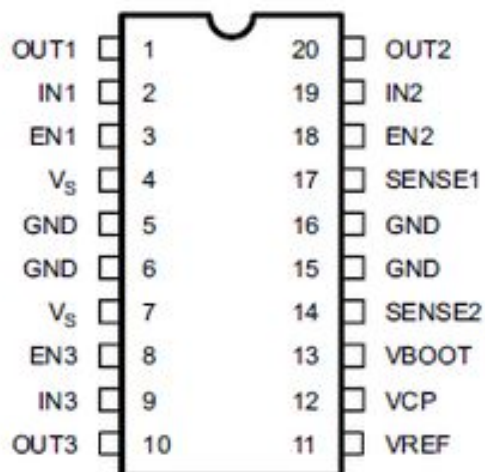 OUT1 1 20 OUT2
IN1 2 19 IN2
EN1 3 18 EN2
VS 4 17 SENSE1
GND 5 16 GND
GND 6 15 GND
VS 7 14 SENSE2
EN3 8 13 VBOOT
IN3 9 12 VCP
OUT3 10 11 VREF